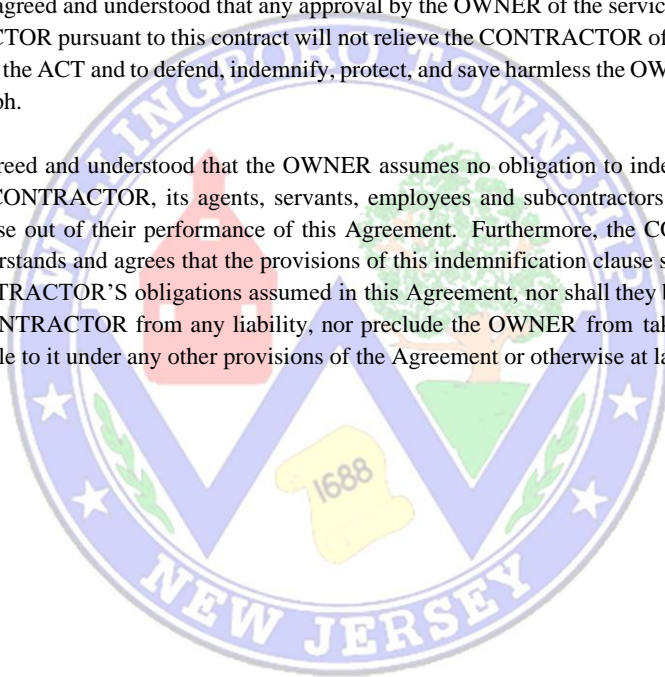 agreed and understood that any approval by the OWNER of the servic
CTOR pursuant to this contract will not relieve the CONTRACTOR of
the ACT and to defend, indemnify, protect, and save harmless the OW
ph.
reed and understood that the OWNER assumes no obligation to inde
CONTRACTOR, its agents, servants, employees and subcontractors
se out of their performance of this Agreement. Furthermore, the CO
rstands and agrees that the provisions of this indemnification clause s
TRACTOR'S obligations assumed in this Agreement, nor shall they b
NTRACTOR from any liability, nor preclude the OWNER from tak
le to it under any other provisions of the Agreement or otherwise at la
WILLINGBORO TOWNSHIP
1688
NEW JERSEY